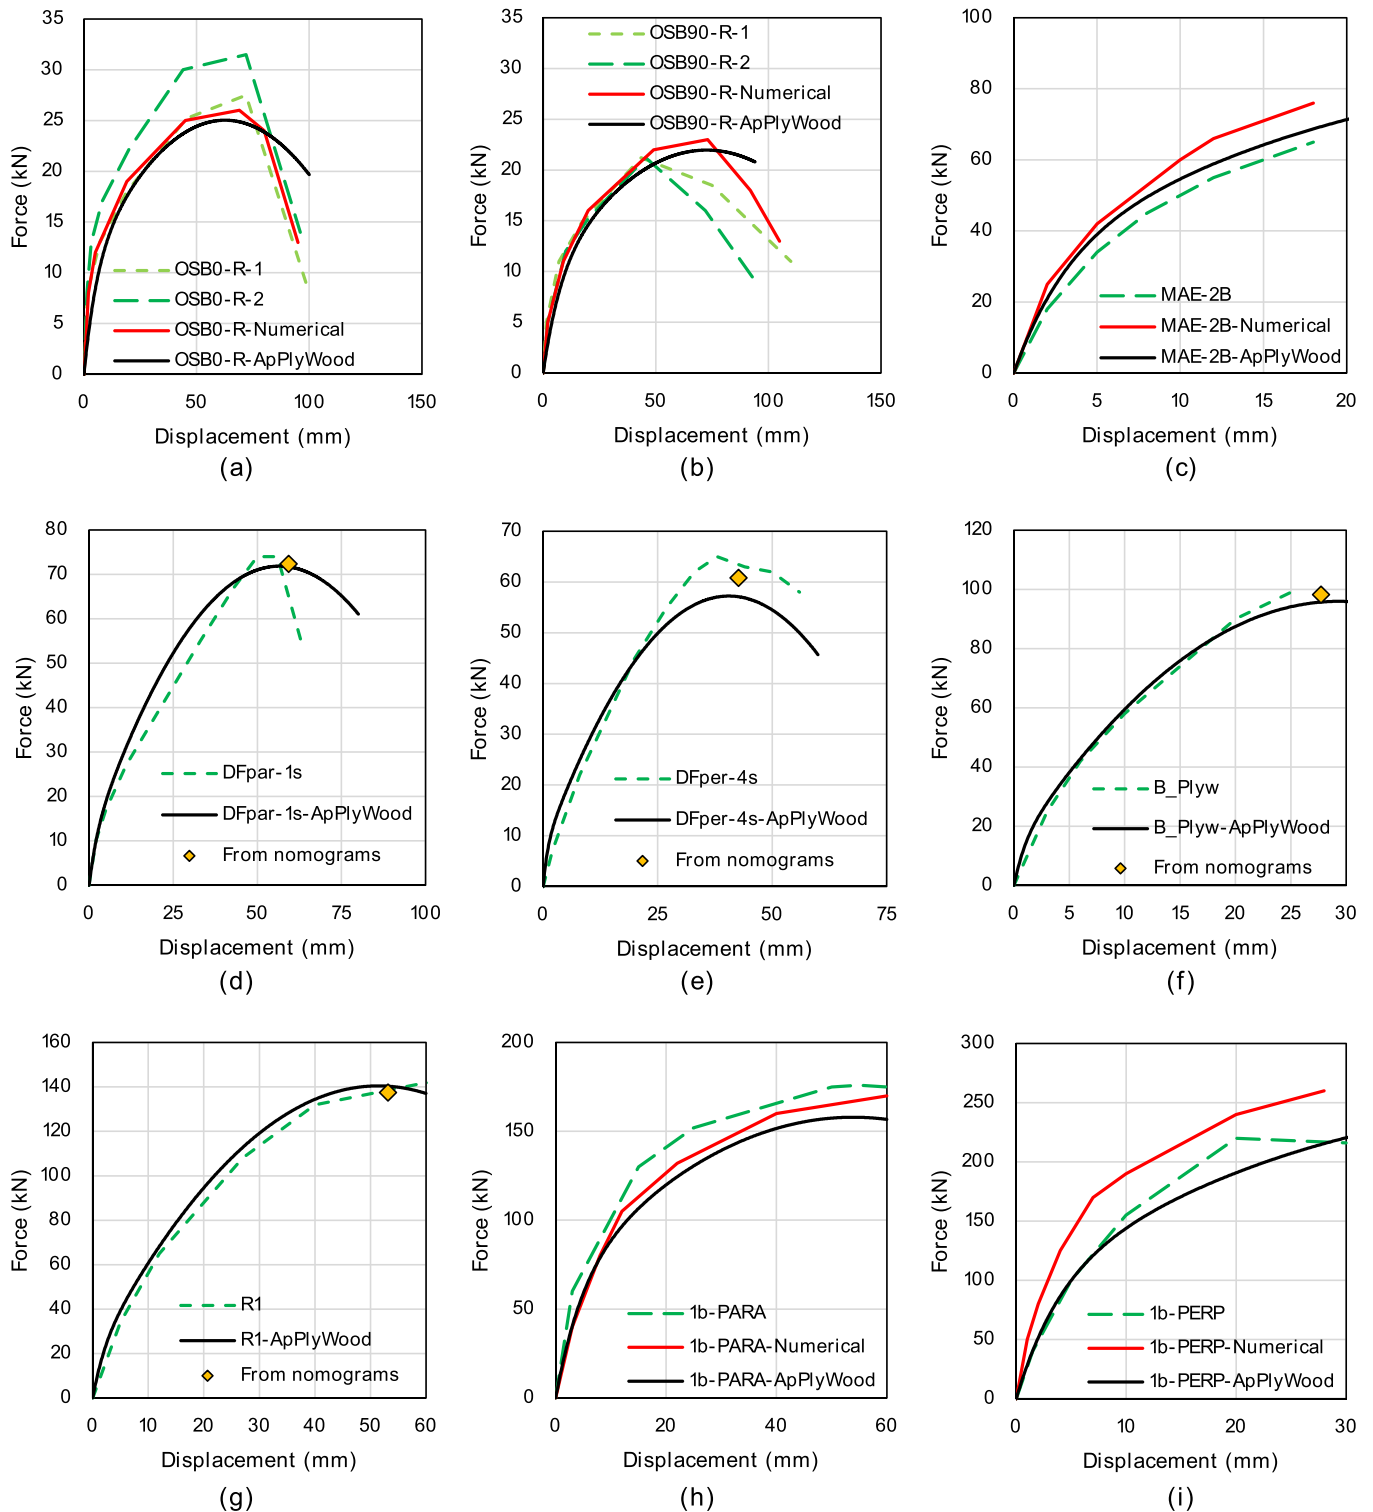 35
30
25
20
15
10
5
0
Force (kN)
OSB0-R-1
OSB0-R-2
OSB0-R-Numerical
OSB0-R-ApPlyWood
0 50 100 150
Displacement (mm)
(a)
35
30
25
20
15
10
5
0
Force (kN)
OSB90-R-1
OSB90-R-2
OSB90-R-Numerical
OSB90-R-ApPlyWood
0 50 100 150
Displacement (mm)
(b)
100
80
60
40
20
0
Force (kN)
MAE-2B
MAE-2B-Numerical
MAE-2B-ApPlyWood
0 5 10 15 20
Displacement (mm)
(c)
80
70
60
50
40
30
20
10
0
Force (kN)
DFpar-1s
DFpar-1s-ApPlyWood
From nomograms
0 25 50 75 100
Displacement (mm)
(d)
70
60
50
40
30
20
10
0
Force (kN)
DFper-4s
DFper-4s-ApPlyWood
From nomograms
0 25 50 75
Displacement (mm)
(e)
120
100
80
60
40
20
0
Force (kN)
B_Plyw
B_Plyw-ApPlyWood
From nomograms
0 5 10 15 20 25 30
Displacement (mm)
(f)
160
140
120
100
80
60
40
20
0
Force (kN)
R1
R1-ApPlyWood
From nomograms
0 10 20 30 40 50 60
Displacement (mm)
(g)
200
150
100
50
0
Force (kN)
1b-PARA
1b-PARA-Numerical
1b-PARA-ApPlyWood
0 20 40 60
Displacement (mm)
(h)
300
250
200
150
100
50
0
Force (kN)
1b-PERP
1b-PERP-Numerical
1b-PERP-ApPlyWood
0 10 20 30
Displacement (mm)
(i)